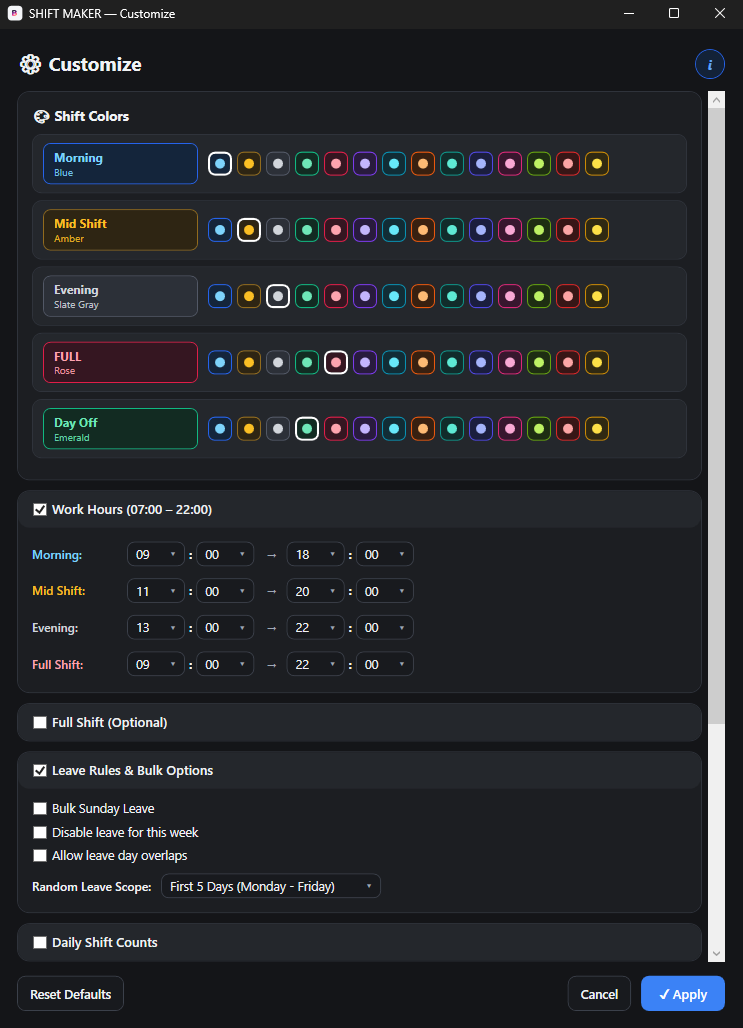 B SHIFT MAKER — Customize
Customize
i
Shift Colors
Morning
Blue
Mid Shift
Amber
Evening
Slate Gray
FULL
Rose
Day Off
Emerald
Work Hours (07:00 – 22:00)
Morning: 09 : 00 → 18 : 00
Mid Shift: 11 : 00 → 20 : 00
Evening: 13 : 00 → 22 : 00
Full Shift: 09 : 00 → 22 : 00
Full Shift (Optional)
Leave Rules & Bulk Options
Bulk Sunday Leave
Disable leave for this week
Allow leave day overlaps
Random Leave Scope: First 5 Days (Monday - Friday)
Daily Shift Counts
Reset Defaults Cancel ✓ Apply